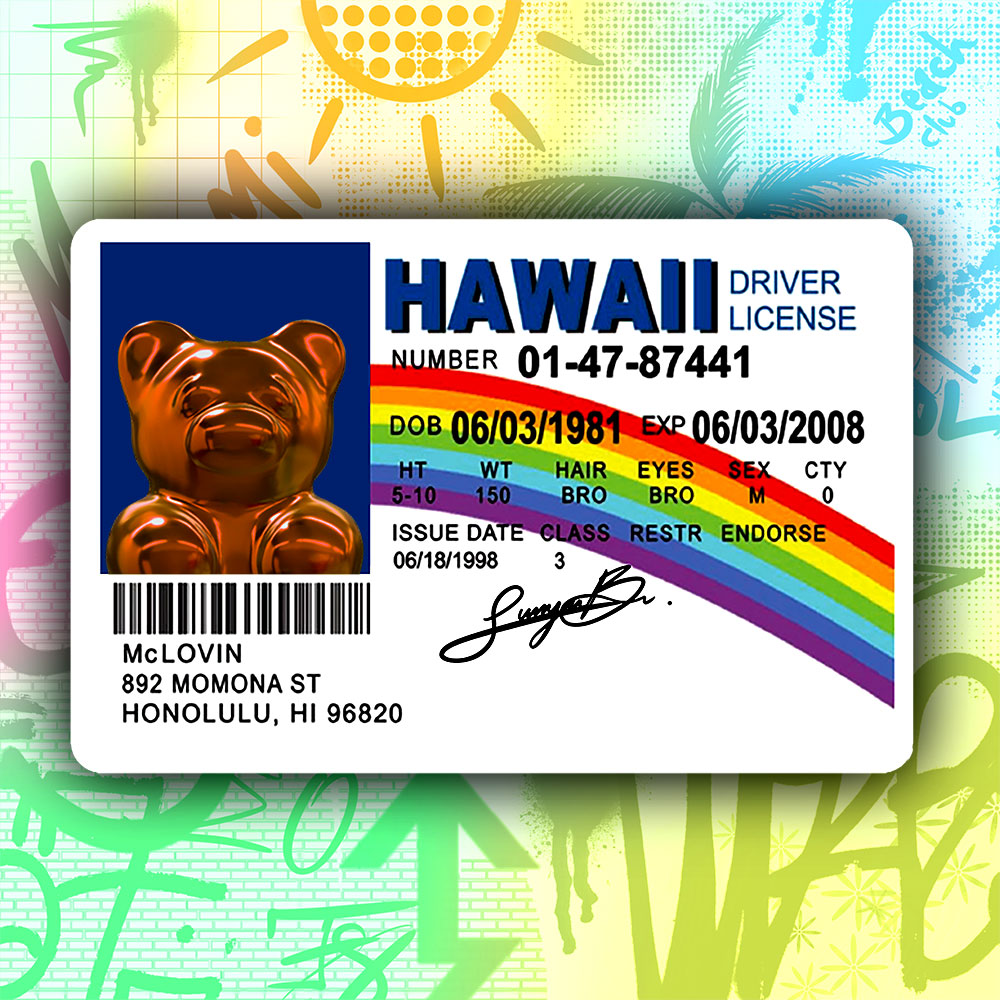 Beach
club
HAWAII DRIVER
LICENSE
NUMBER 01-47-87441
DOB 06/03/1981 EXP 06/03/2008
HT WT HAIR EYES SEX CTY
5-10 150 BRO BRO M 0
ISSUE DATE CLASS RESTR ENDORSE
06/18/1998 3
McLOVIN
892 MOMONA ST
HONOLULU, HI 96820